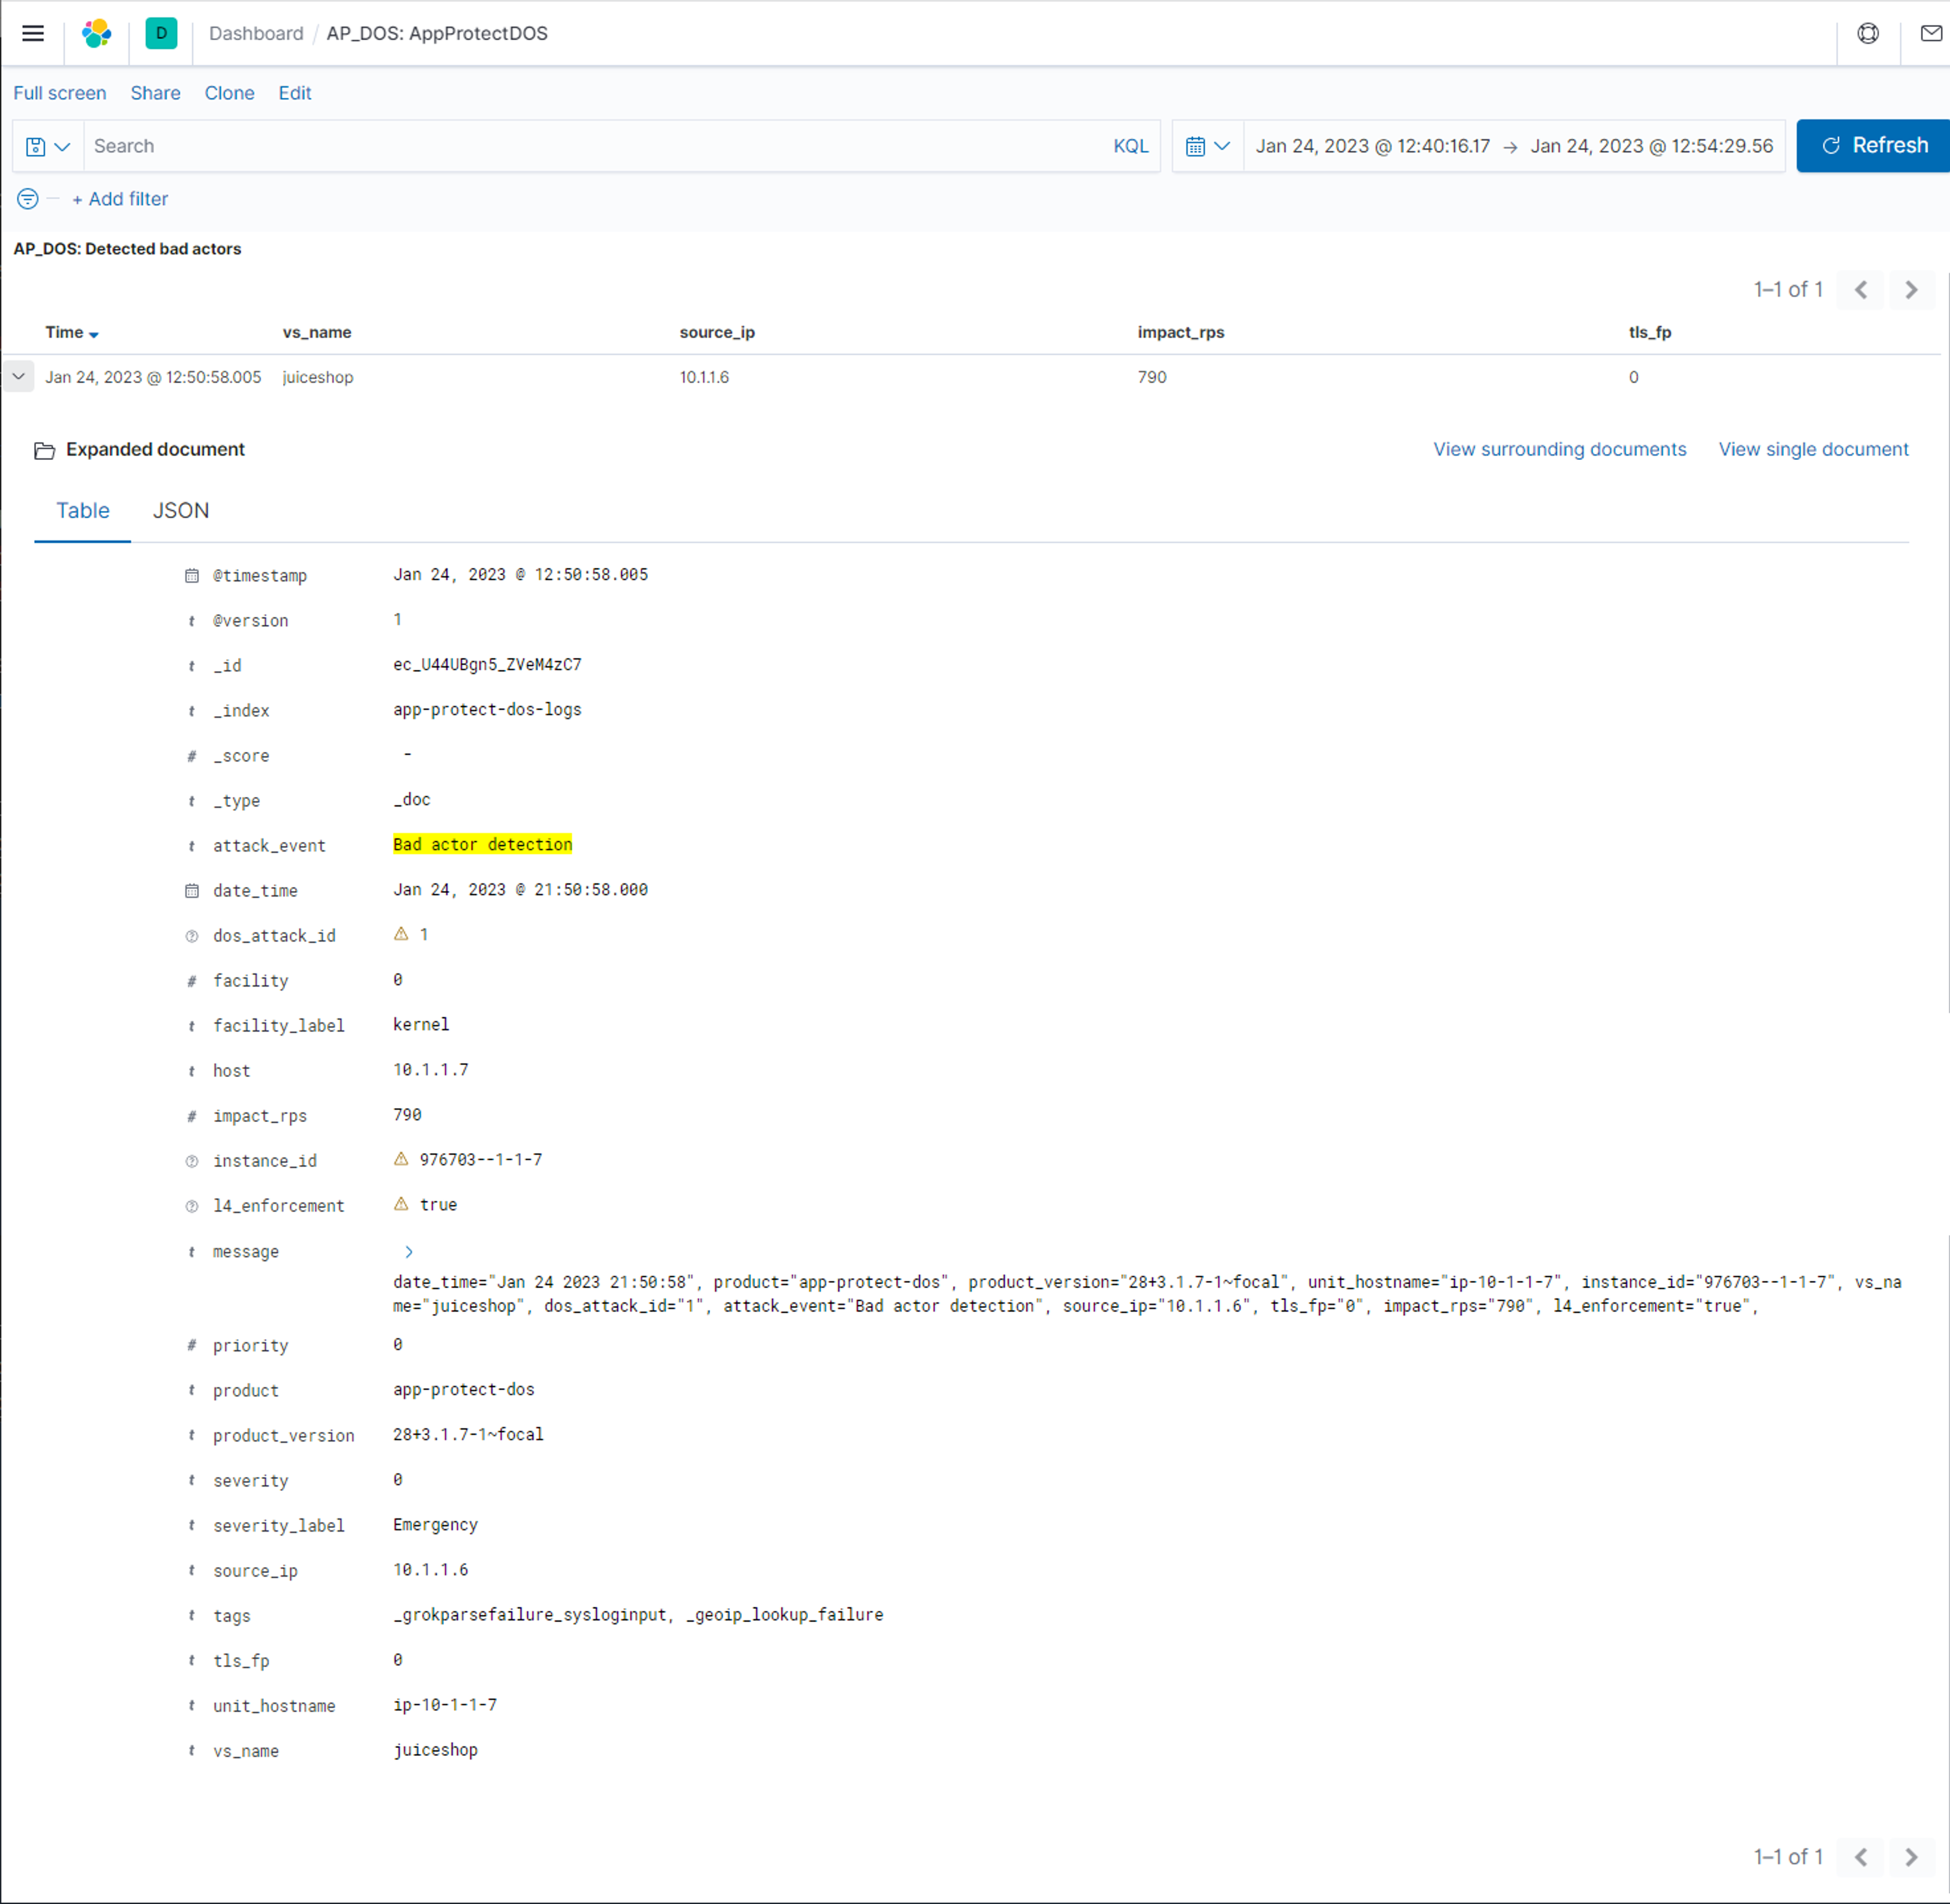 D Dashboard / AP_DOS: AppProtectDOS
Full screen Share Clone Edit
Search KQL Jan 24, 2023 @ 12:40:16.17 → Jan 24, 2023 @ 12:54:29.56 Refresh
+ Add filter
AP_DOS: Detected bad actors
1–1 of 1
Time vs_name source_ip impact_rps tls_fp
Jan 24, 2023 @ 12:50:58.005 juiceshop 10.1.1.6 790 0
Expanded document View surrounding documents View single document
Table JSON
@timestamp Jan 24, 2023 @ 12:50:58.005
t @version 1
t _id ec_U44UBgn5_ZVeM4zC7
t _index app-protect-dos-logs
# _score -
t _type _doc
t attack_event Bad actor detection
date_time Jan 24, 2023 @ 21:50:58.000
dos_attack_id 1
# facility 0
t facility_label kernel
t host 10.1.1.7
# impact_rps 790
instance_id 976703--1-1-7
l4_enforcement true
t message
date_time="Jan 24 2023 21:50:58", product="app-protect-dos", product_version="28+3.1.7-1~focal", unit_hostname="ip-10-1-1-7", instance_id="976703--1-1-7", vs_na
me="juiceshop", dos_attack_id="1", attack_event="Bad actor detection", source_ip="10.1.1.6", tls_fp="0", impact_rps="790", l4_enforcement="true",
# priority 0
t product app-protect-dos
t product_version 28+3.1.7-1~focal
t severity 0
t severity_label Emergency
t source_ip 10.1.1.6
t tags _grokparsefailure_sysloginput, _geoip_lookup_failure
t tls_fp 0
t unit_hostname ip-10-1-1-7
t vs_name juiceshop
1–1 of 1